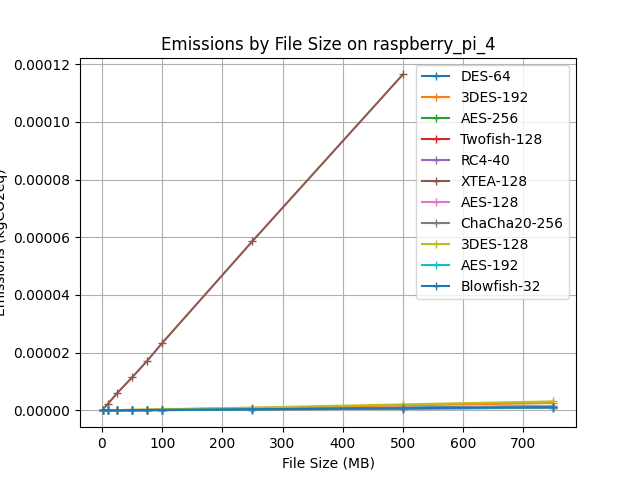 Emissions by File Size on raspberry_pi_4
0.00012
0.00010
0.00008
0.00006
0.00004
0.00002
0.00000
Emissions (kgCO2eq)
0
100
200
300
400
500
600
700
File Size (MB)
DES-64
3DES-192
AES-256
Twofish-128
RC4-40
XTEA-128
AES-128
ChaCha20-256
3DES-128
AES-192
Blowfish-32